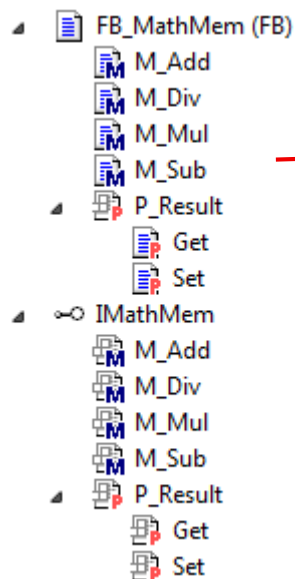 FB_MathMem (FB)
M_Add
M_Div
M_Mul
M_Sub
P_Result
Get
Set
IMathMem
M_Add
M_Div
M_Mul
M_Sub
P_Result
Get
Set